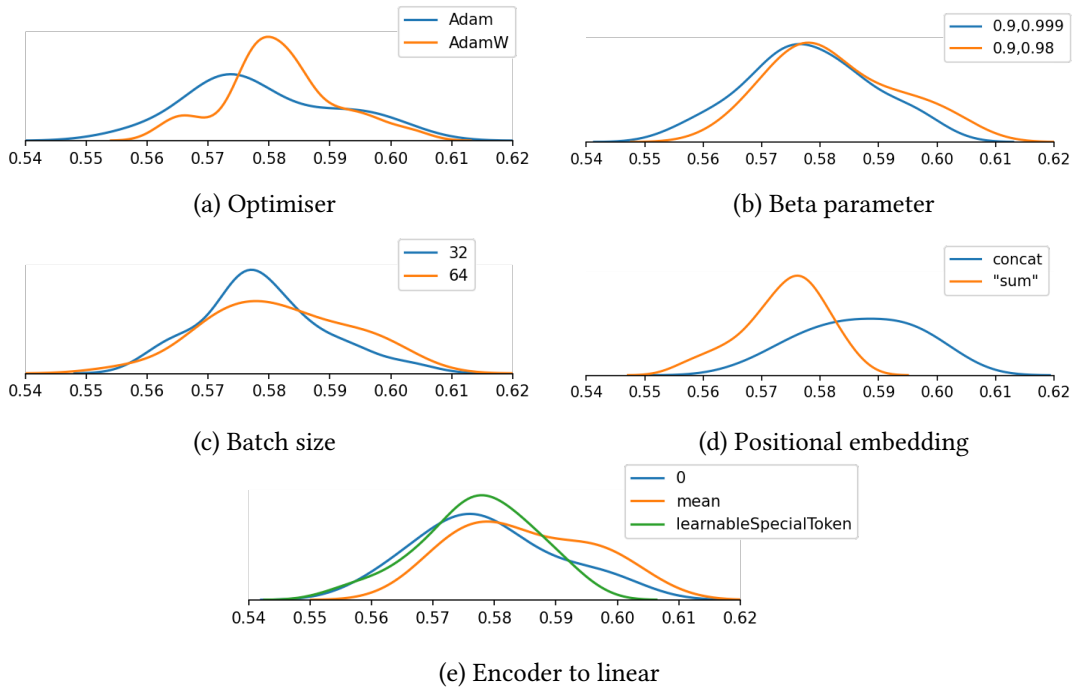 Adam
AdamW
0.54 0.55 0.56 0.57 0.58 0.59 0.60 0.61 0.62
(a) Optimiser
0.9,0.999
0.9,0.98
0.54 0.55 0.56 0.57 0.58 0.59 0.60 0.61 0.62
(b) Beta parameter
32
64
0.54 0.55 0.56 0.57 0.58 0.59 0.60 0.61 0.62
(c) Batch size
concat
"sum"
0.54 0.55 0.56 0.57 0.58 0.59 0.60 0.61 0.62
(d) Positional embedding
0
mean
learnableSpecialToken
0.54 0.55 0.56 0.57 0.58 0.59 0.60 0.61 0.62
(e) Encoder to linear